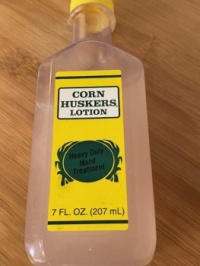 CORN
HUSKERS
LOTION
Heavy Duty
Hand
Treatment
7 FL. OZ. (207 mL)